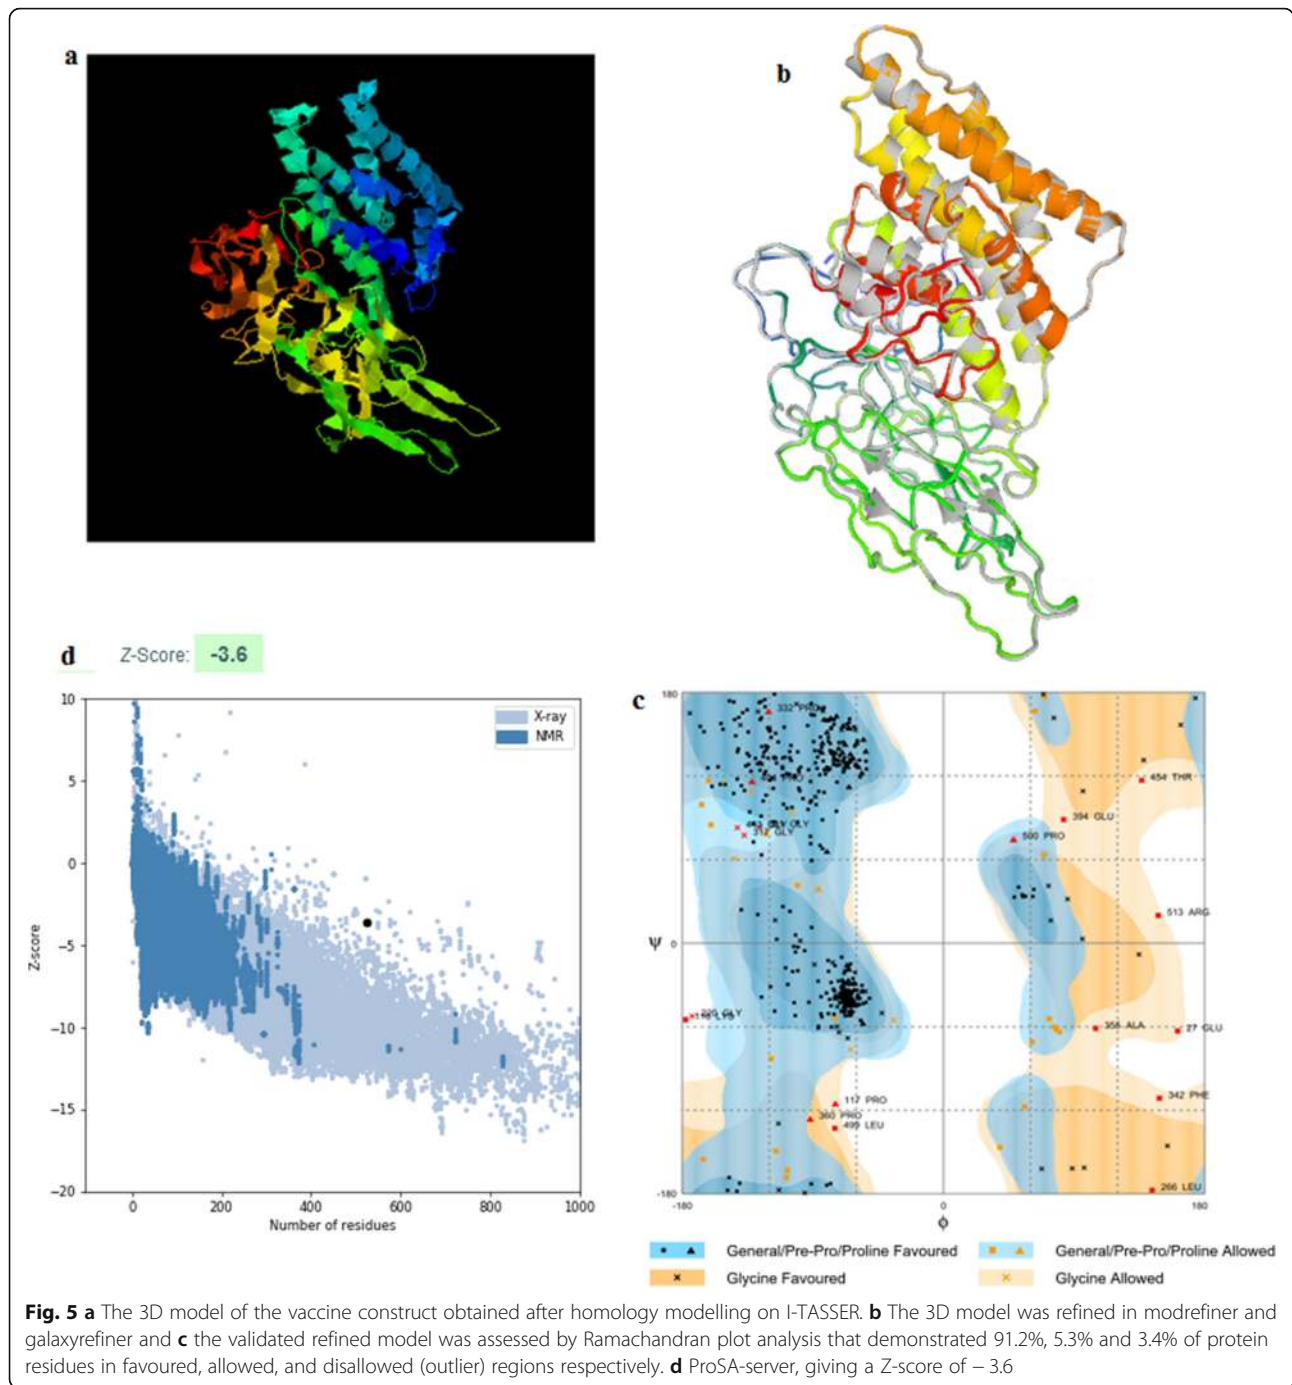 a
b
d Z-Score: -3.6
10
5
0
−5
−10
−15
−20
0 200 400 600 800 1000
Z-score
Number of residues
X-ray
NMR
c
180
332 PRO
PRO
454 THR
394 GLU
GLY
312 GLY
500 PRO
513 ARG
ψ 0
GLY
ALA
27 GLU
342 PHE
117 PRO
360 PRO
499 LEU
266 LEU
-180
-180 0 180
ϕ
General/Pre-Pro/Proline Favoured General/Pre-Pro/Proline Allowed
Glycine Favoured Glycine Allowed
Fig. 5 a The 3D model of the vaccine construct obtained after homology modelling on I-TASSER. b The 3D model was refined in modrefiner and
galaxyrefiner and c the validated refined model was assessed by Ramachandran plot analysis that demonstrated 91.2%, 5.3% and 3.4% of protein
residues in favoured, allowed, and disallowed (outlier) regions respectively. d ProSA-server, giving a Z-score of − 3.6